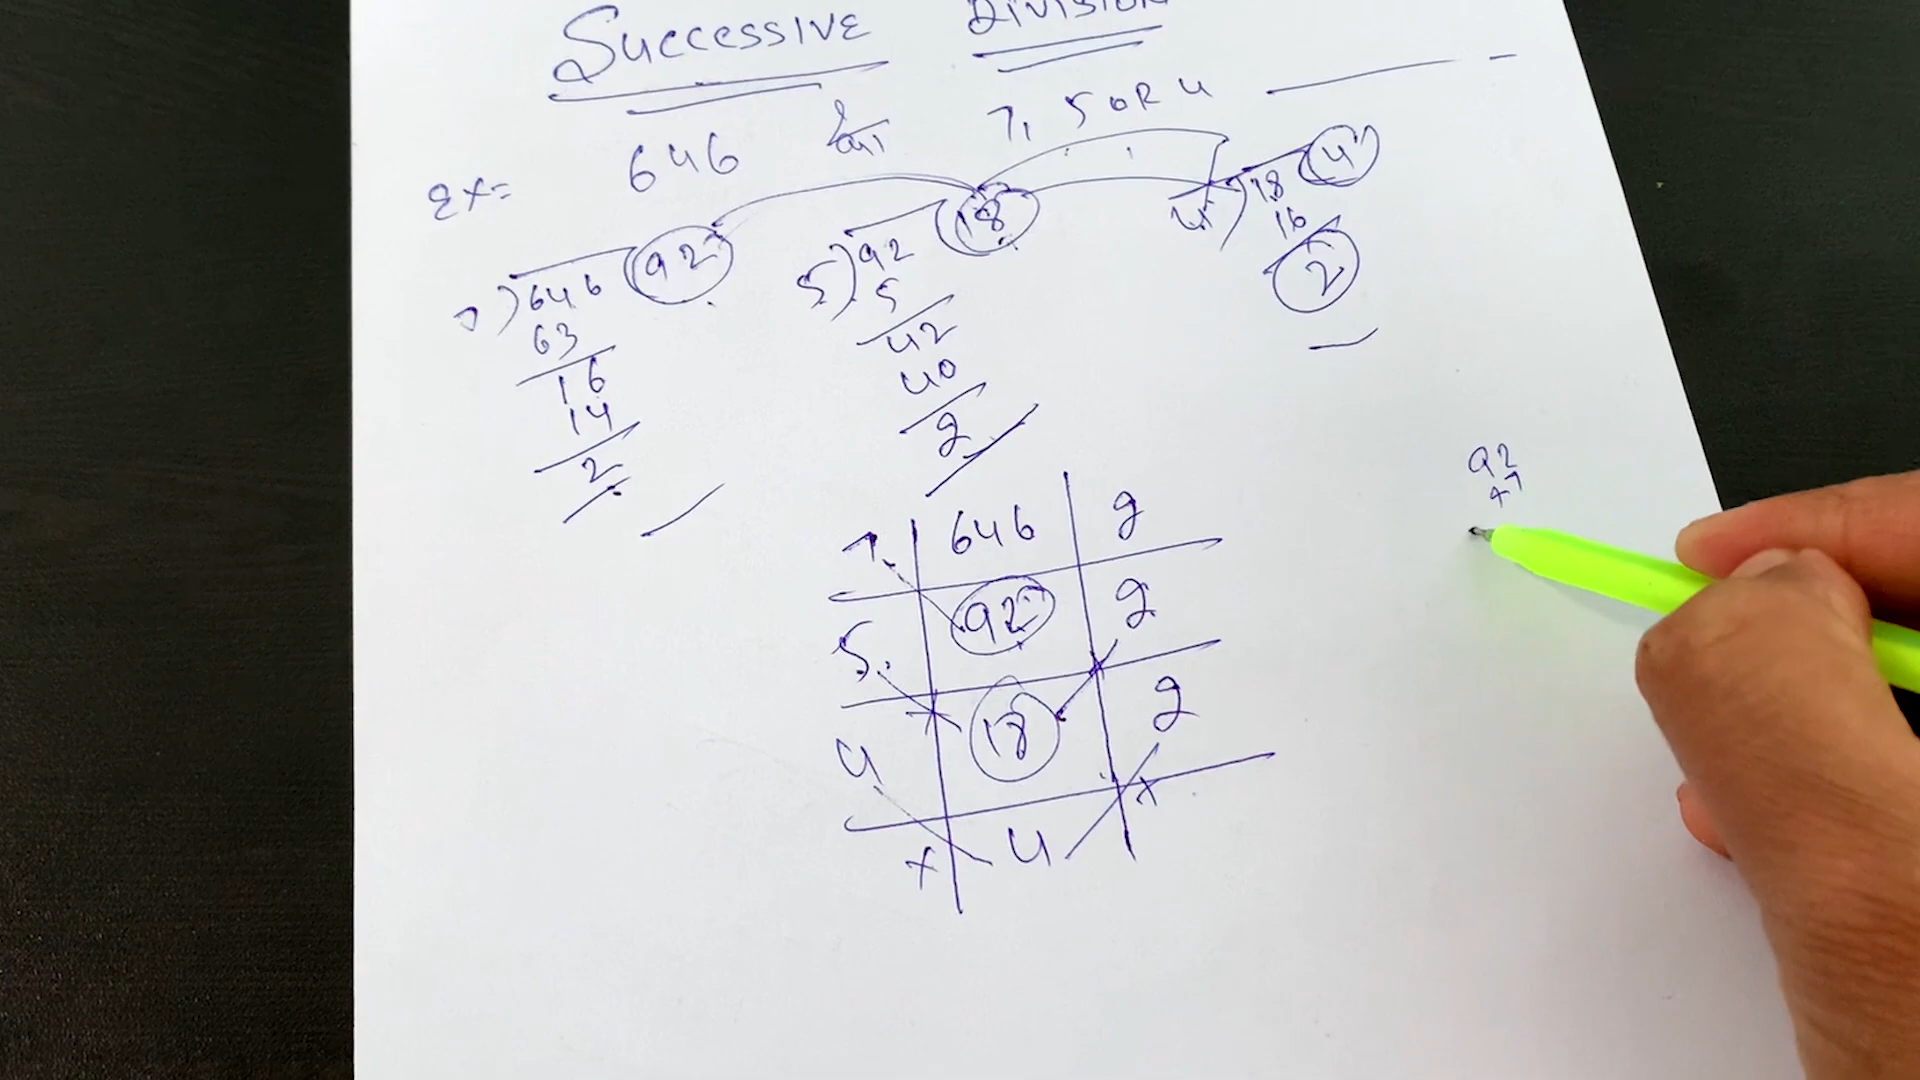 SUCCESSIVE DIVISION
Ex= 646 का 7, 5 OR 4
7)646(92
63
16
14
2
5)92(18
5
42
40
2
4)18(4
16
2
7 646 2
5 92 2
4 18 2
x 4 x
92
×7